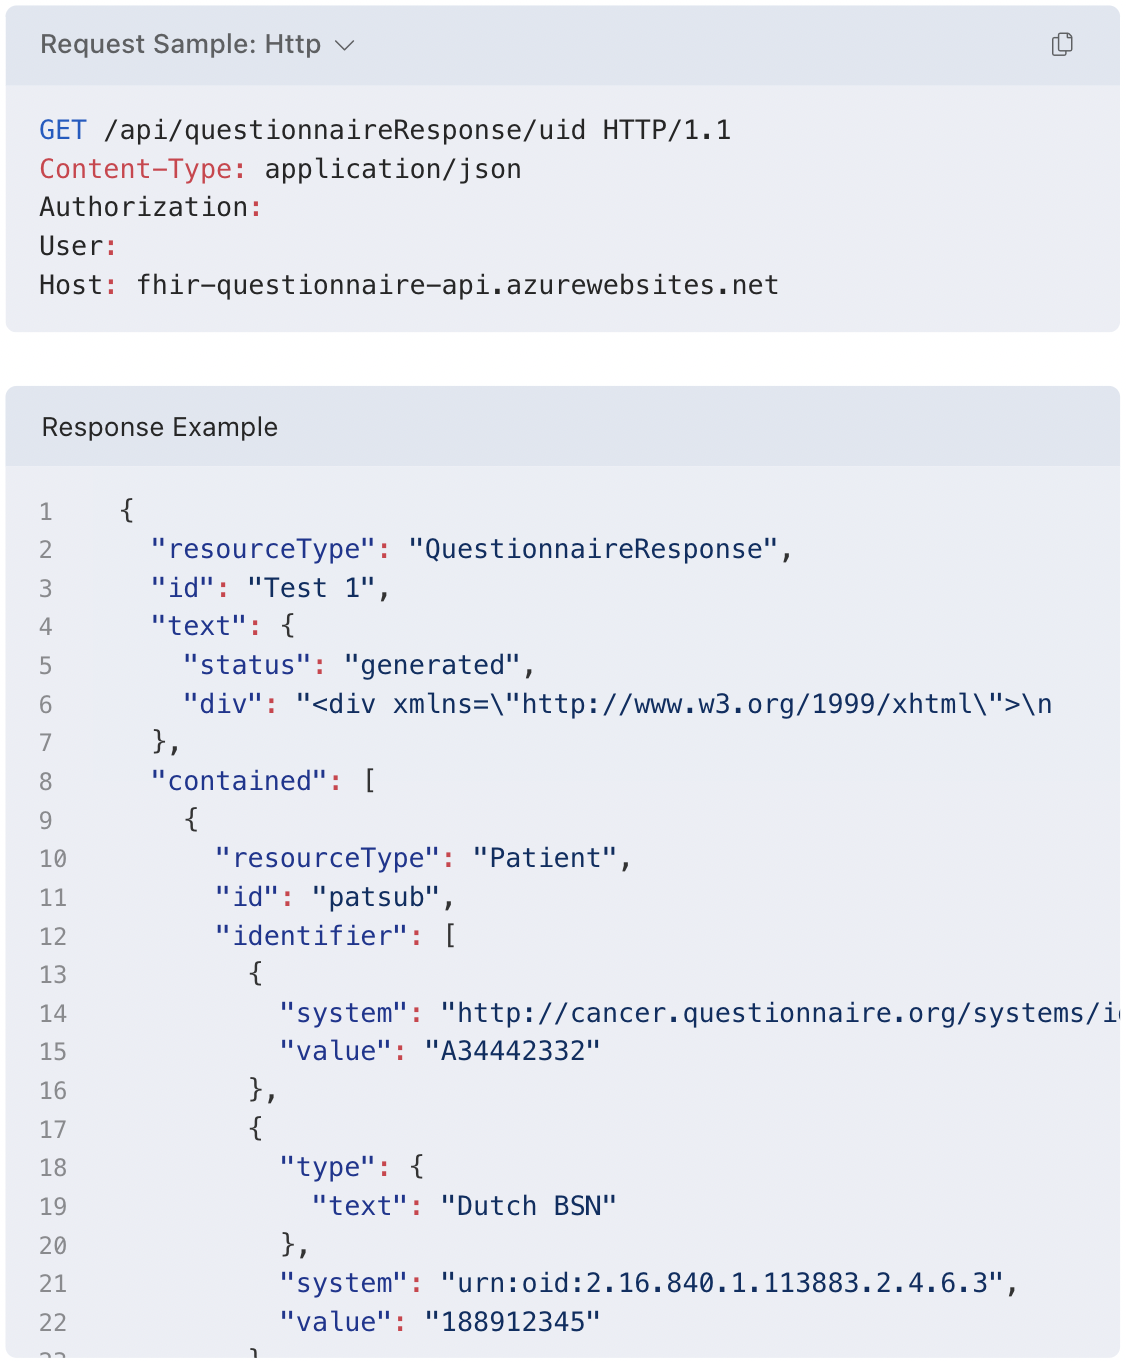 Request Sample: Http
GET /api/questionnaireResponse/uid HTTP/1.1
Content-Type: application/json
Authorization:
User:
Host: fhir-questionnaire-api.azurewebsites.net
Response Example
1 {
2 "resourceType": "QuestionnaireResponse",
3 "id": "Test 1",
4 "text": {
5 "status": "generated",
6 "div": "<div xmlns=\"http://www.w3.org/1999/xhtml\">\n
7 },
8 "contained": [
9 {
10 "resourceType": "Patient",
11 "id": "patsub",
12 "identifier": [
13 {
14 "system": "http://cancer.questionnaire.org/systems/i
15 "value": "A34442332"
16 },
17 {
18 "type": {
19 "text": "Dutch BSN"
20 },
21 "system": "urn:oid:2.16.840.1.113883.2.4.6.3",
22 "value": "188912345"